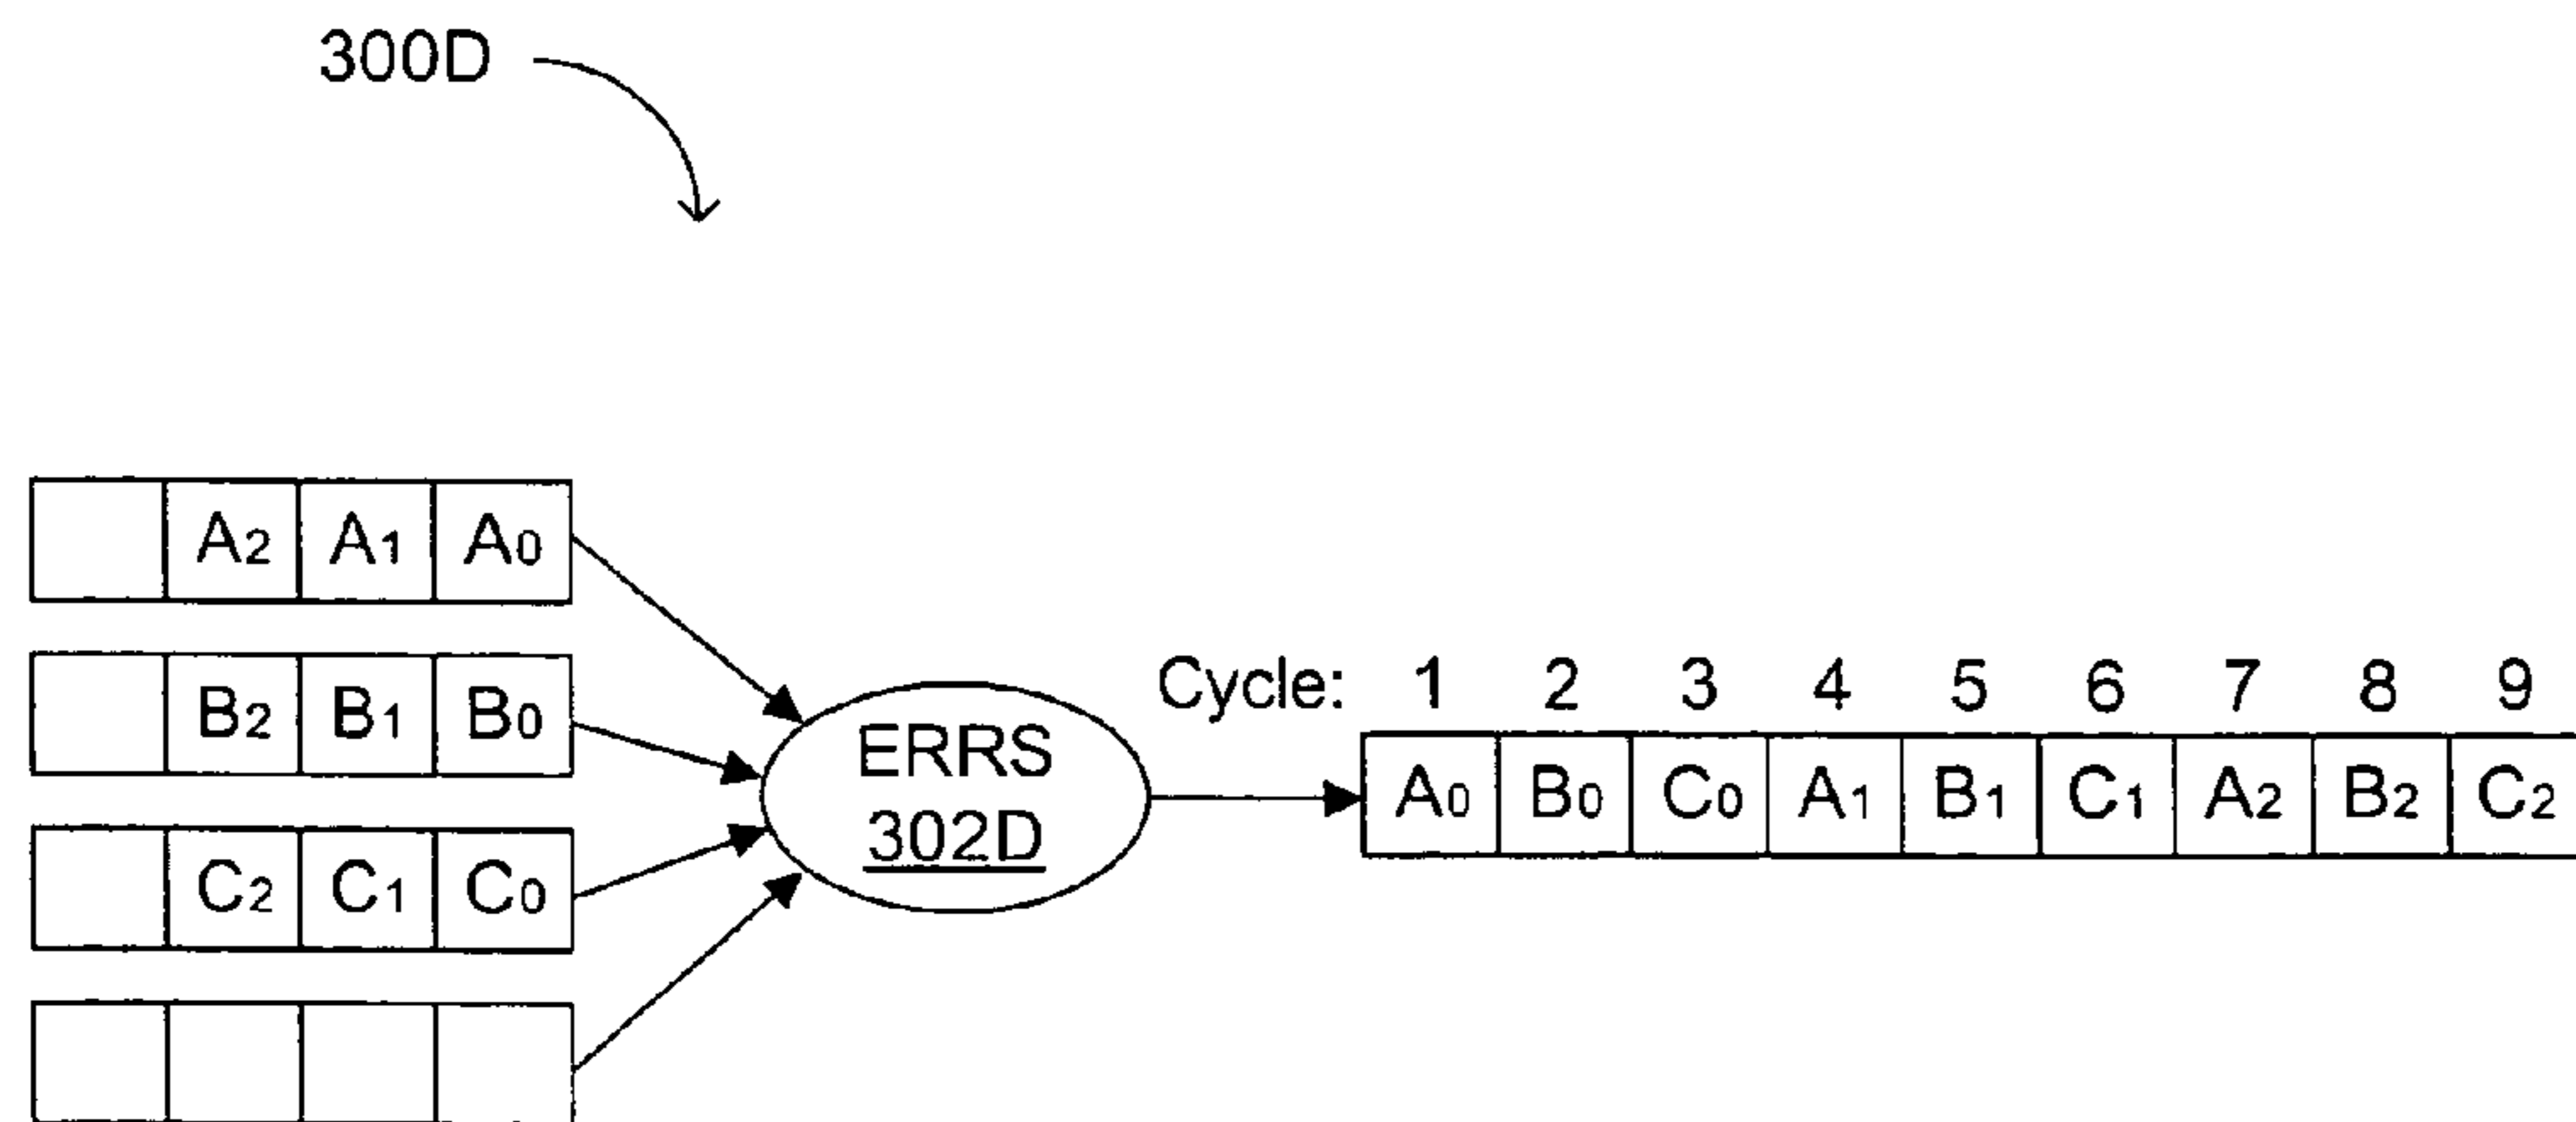 300D
A2 A1 A0
B2 B1 B0
C2 C1 C0
ERRS
302D
Cycle: 1 2 3 4 5 6 7 8 9
A0 B0 C0 A1 B1 C1 A2 B2 C2